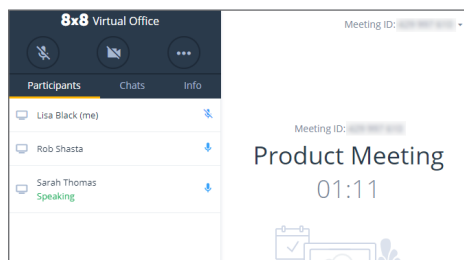 8x8 Virtual Office
Meeting ID:
Participants Chats Info
Lisa Black (me)
Rob Shasta
Sarah Thomas
Speaking
Meeting ID:
Product Meeting
01:11